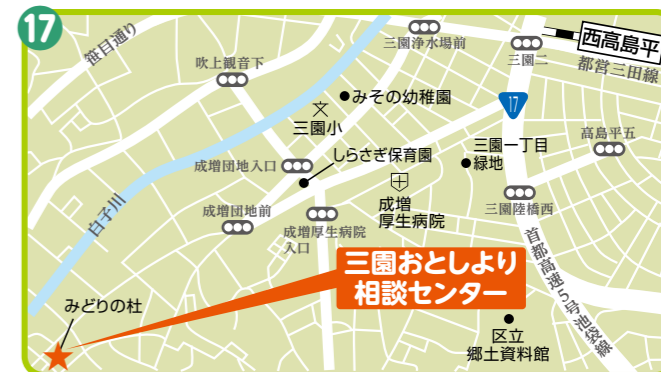 17
笹目通り
吹上観音下
三園浄水場前
三園二
西高島平
都営三田線
みその幼稚園
三園小
17
高島平五
しらさぎ保育園
三園一丁目
緑地
成増団地入口
成増
厚生病院
三園陸橋西
成増団地前
成増厚生病院
入口
白子川
首都高速5号池袋線
三園おとしより
相談センター
みどりの杜
区立
郷土資料館